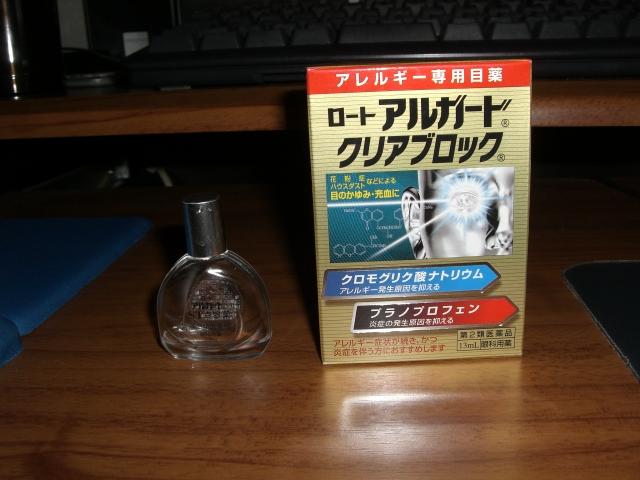 アレルギー専用目薬
ロート アルガード®
クリアブロック®
花粉症
ハウスダスト などによる
目のかゆみ・充血に
クロモグリク酸ナトリウム
アレルギー発生原因を抑える
プラノプロフェン
炎症の発生原因を抑える
アレルギー症状が続き、かつ
炎症を伴う方におすすめします
第2類医薬品
13mL 眼科用薬
アルガード